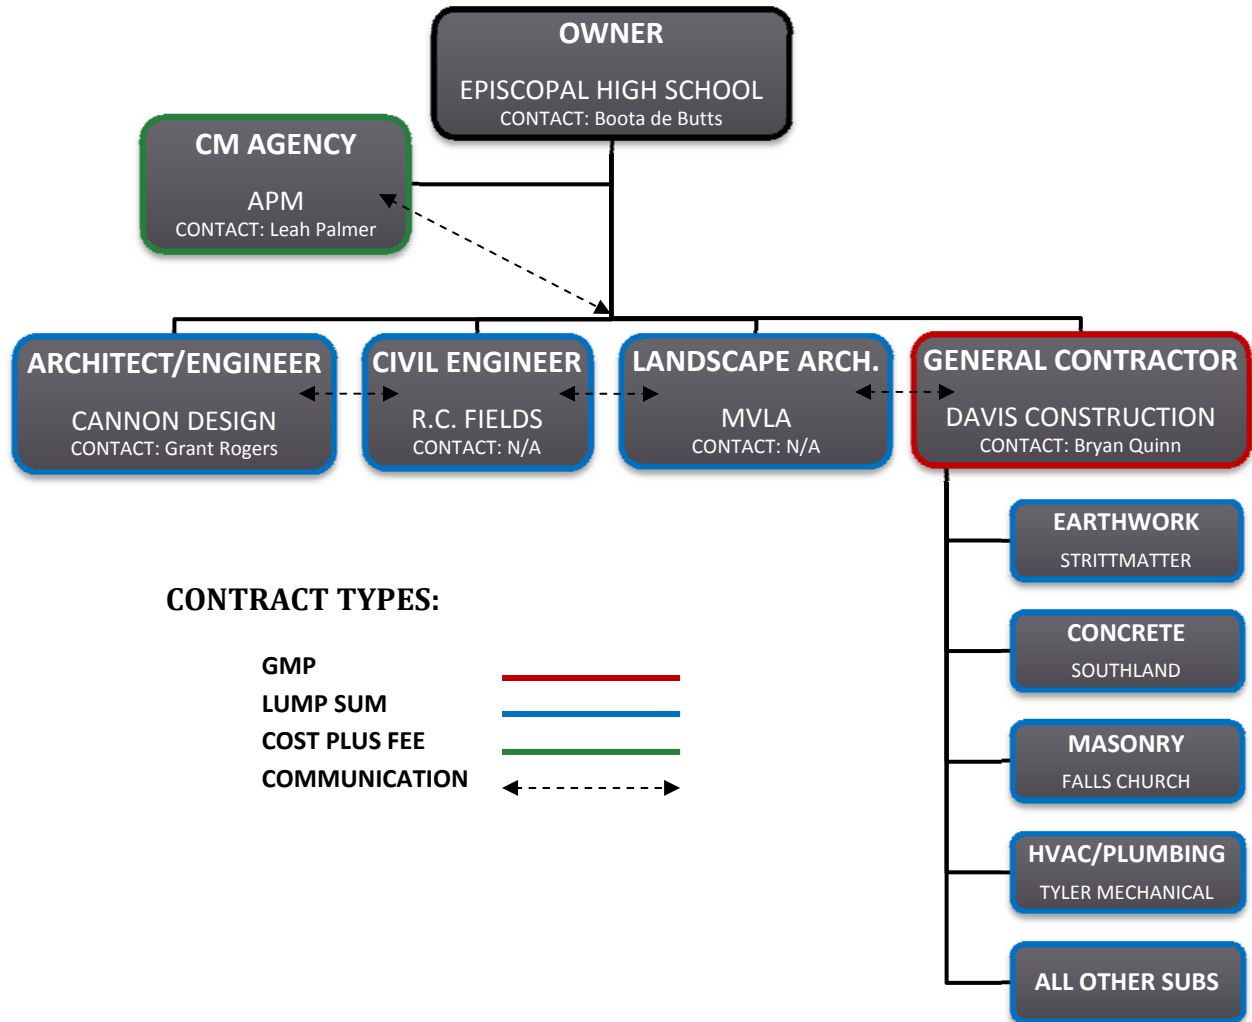 OWNER
EPISCOPAL HIGH SCHOOL
CONTACT: Boota de Butts
CM AGENCY
APM
CONTACT: Leah Palmer
ARCHITECT/ENGINEER
CANNON DESIGN
CONTACT: Grant Rogers
CIVIL ENGINEER
R.C. FIELDS
CONTACT: N/A
LANDSCAPE ARCH.
MVLA
CONTACT: N/A
GENERAL CONTRACTOR
DAVIS CONSTRUCTION
CONTACT: Bryan Quinn
EARTHWORK
STRITTMATTER
CONCRETE
SOUTHLAND
MASONRY
FALLS CHURCH
HVAC/PLUMBING
TYLER MECHANICAL
ALL OTHER SUBS
CONTRACT TYPES:
GMP
LUMP SUM
COST PLUS FEE
COMMUNICATION